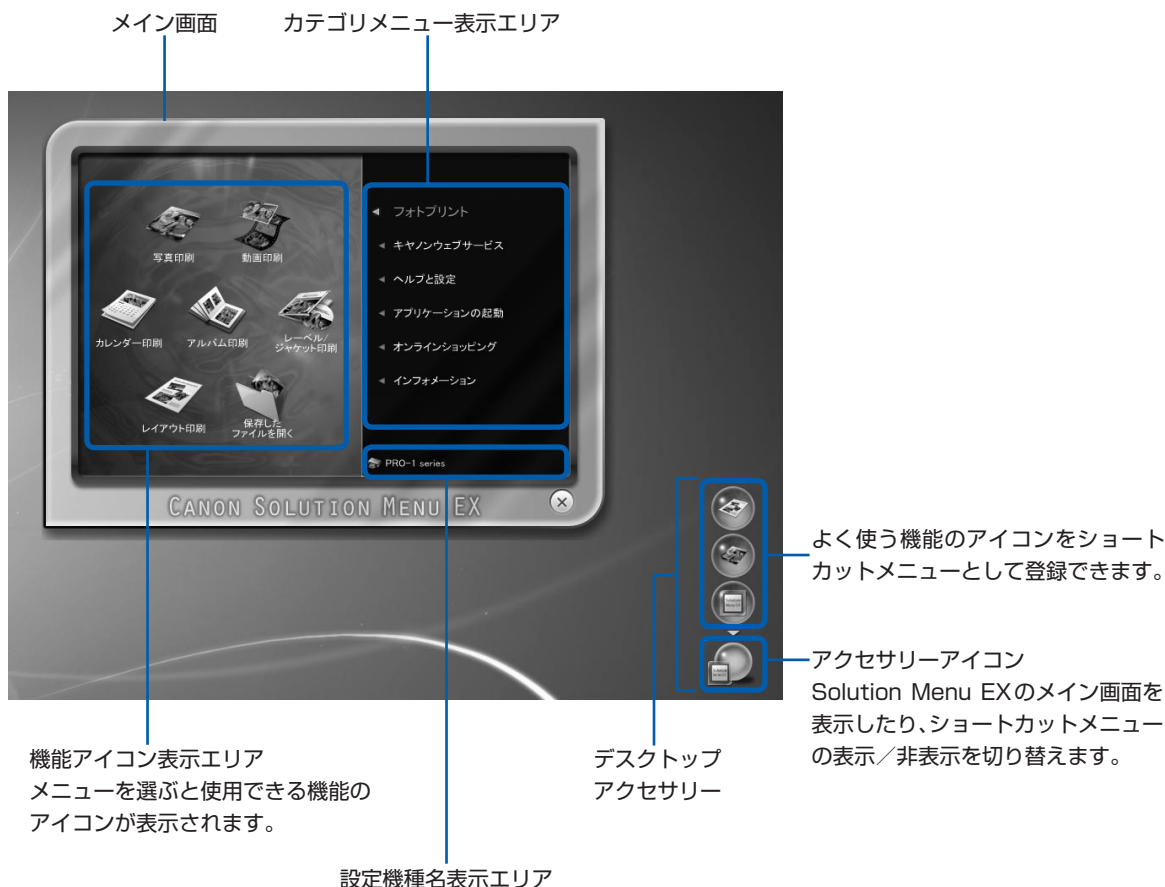 メイン画面
カテゴリメニュー表示エリア
写真印刷
動画印刷
カレンダー印刷
アルバム印刷
レーベル/
ジャケット印刷
レイアウト印刷
保存した
ファイルを開く
フォトプリント
キヤノンウェブサービス
ヘルプと設定
アプリケーションの起動
オンラインショッピング
インフォメーション
PRO-1 series
CANON SOLUTION MENU EX
よく使う機能のアイコンをショート
カットメニューとして登録できます。
アクセサリーアイコン
Solution Menu EXのメイン画面を
表示したり、ショートカットメニュー
の表示／非表示を切り替えます。
機能アイコン表示エリア
メニューを選ぶと使用できる機能の
アイコンが表示されます。
デスクトップ
アクセサリー
設定機種名表示エリア